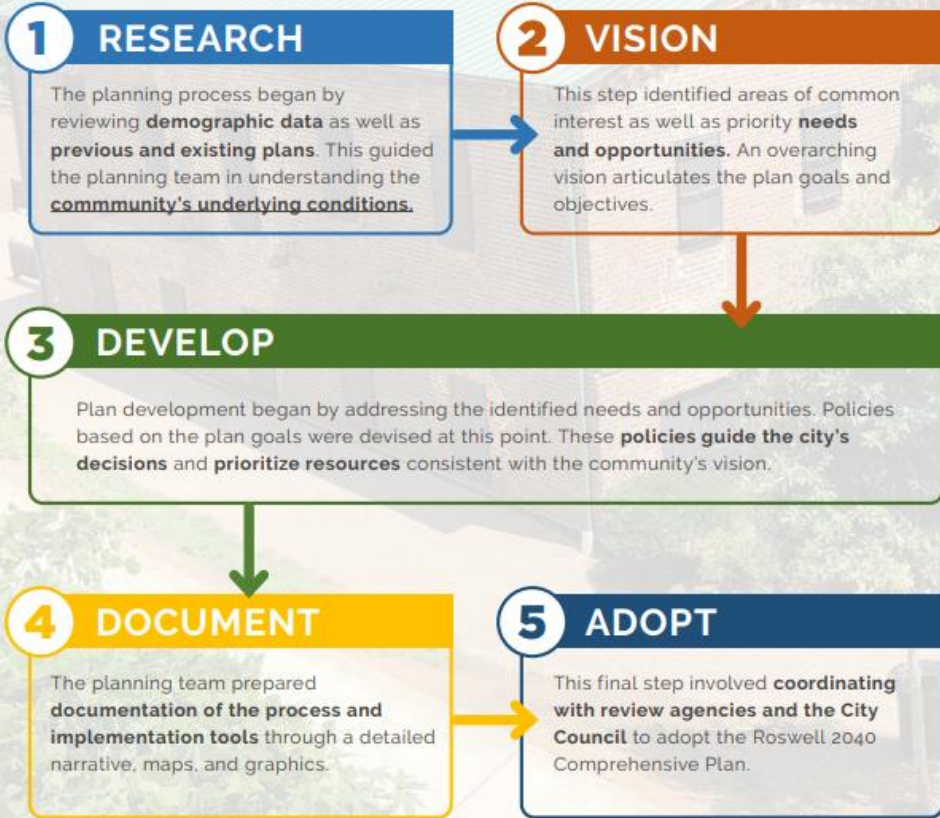 1 RESEARCH
The planning process began by
reviewing demographic data as well as
previous and existing plans. This guided
the planning team in understanding the
commmunity's underlying conditions.
2 VISION
This step identified areas of common
interest as well as priority needs
and opportunities. An overarching
vision articulates the plan goals and
objectives.
3 DEVELOP
Plan development began by addressing the identified needs and opportunities. Policies
based on the plan goals were devised at this point. These policies guide the city's
decisions and prioritize resources consistent with the community's vision.
4 DOCUMENT
The planning team prepared
documentation of the process and
implementation tools through a detailed
narrative, maps, and graphics.
5 ADOPT
This final step involved coordinating
with review agencies and the City
Council to adopt the Roswell 2040
Comprehensive Plan.